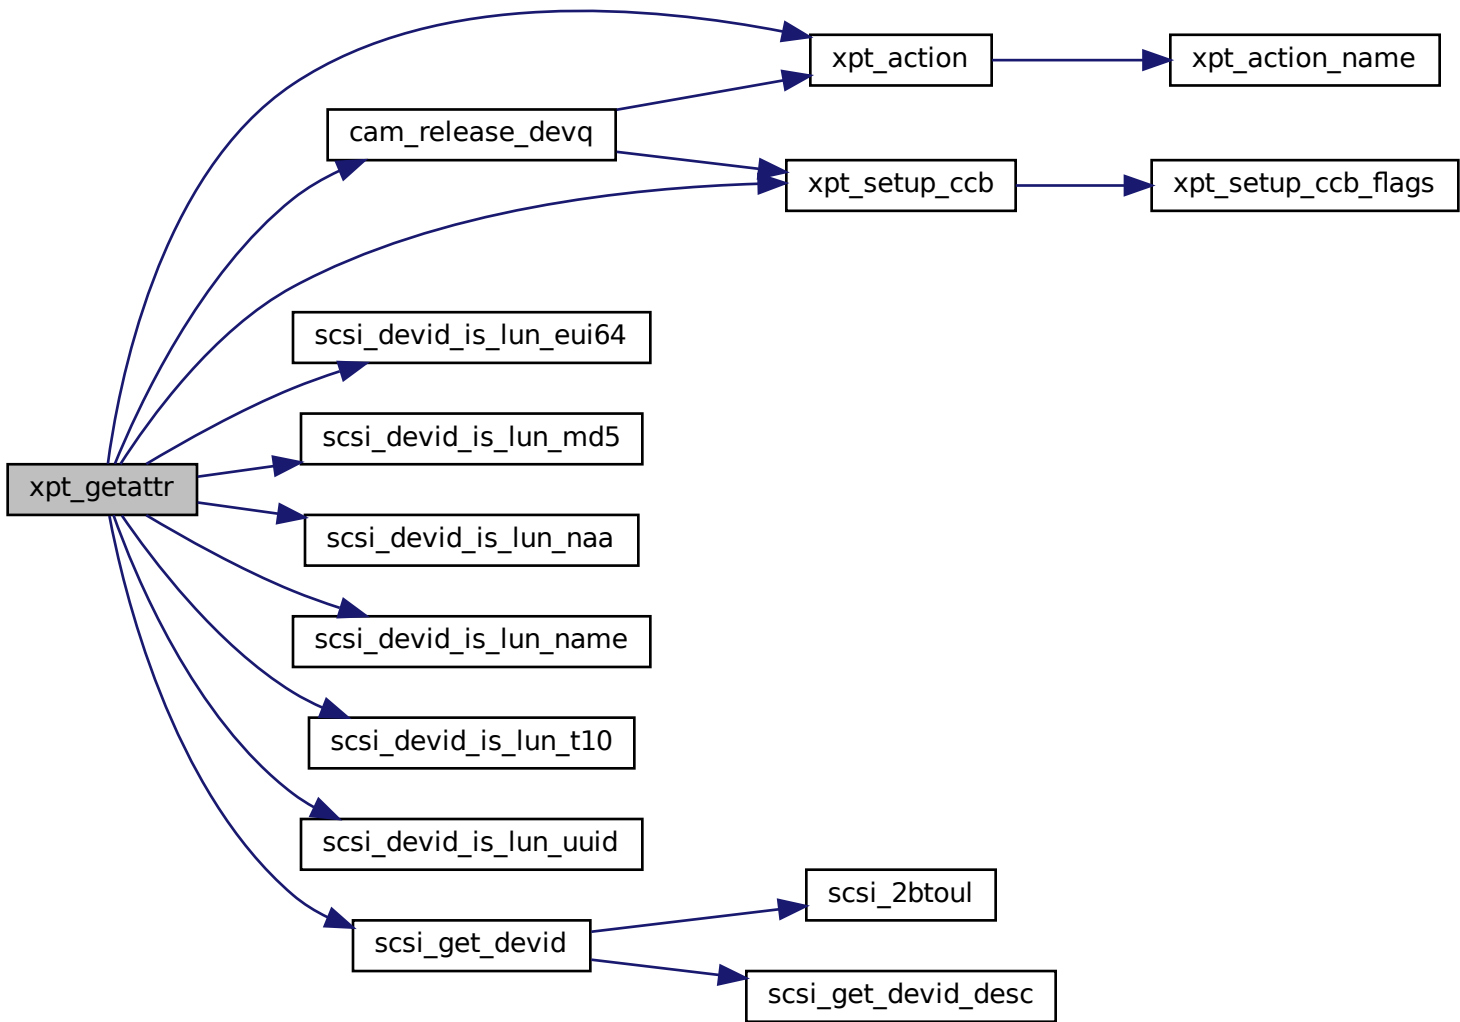 xpt_action
xpt_action_name
cam_release_devq
xpt_setup_ccb
xpt_setup_ccb_flags
scsi_devid_is_lun_eui64
scsi_devid_is_lun_md5
xpt_getattr
scsi_devid_is_lun_naa
scsi_devid_is_lun_name
scsi_devid_is_lun_t10
scsi_devid_is_lun_uuid
scsi_2btoul
scsi_get_devid
scsi_get_devid_desc